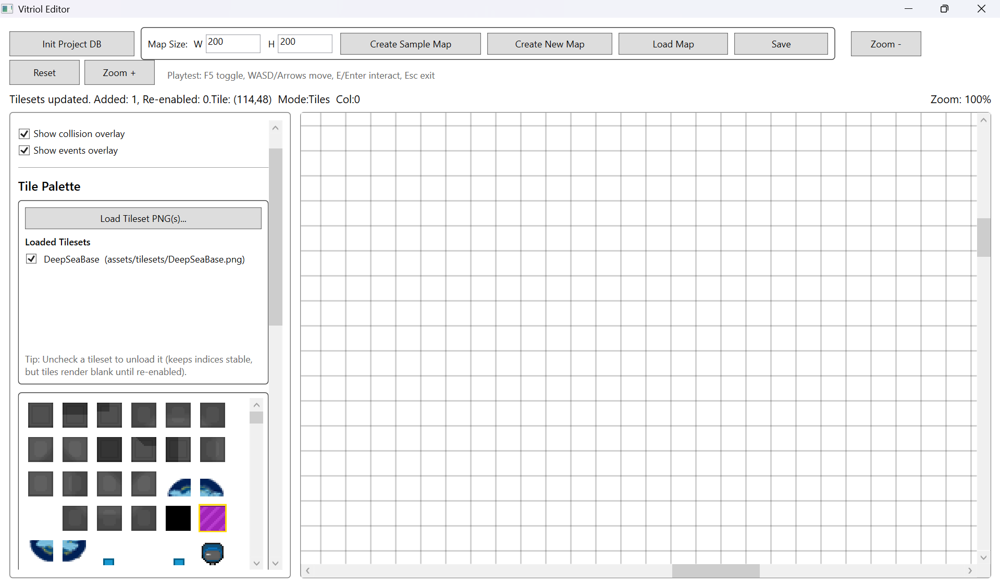 Vitriol Editor
Init Project DB
Map Size: W 200 H 200
Create Sample Map
Create New Map
Load Map
Save
Zoom -
Reset
Zoom +
Playtest: F5 toggle, WASD/Arrows move, E/Enter interact, Esc exit
Tilesets updated. Added: 1, Re-enabled: 0.Tile: (114,48) Mode:Tiles Col:0
Zoom: 100%
Show collision overlay
Show events overlay
Tile Palette
Load Tileset PNG(s)...
Loaded Tilesets
DeepSeaBase (assets/tilesets/DeepSeaBase.png)
Tip: Uncheck a tileset to unload it (keeps indices stable,
but tiles render blank until re-enabled).